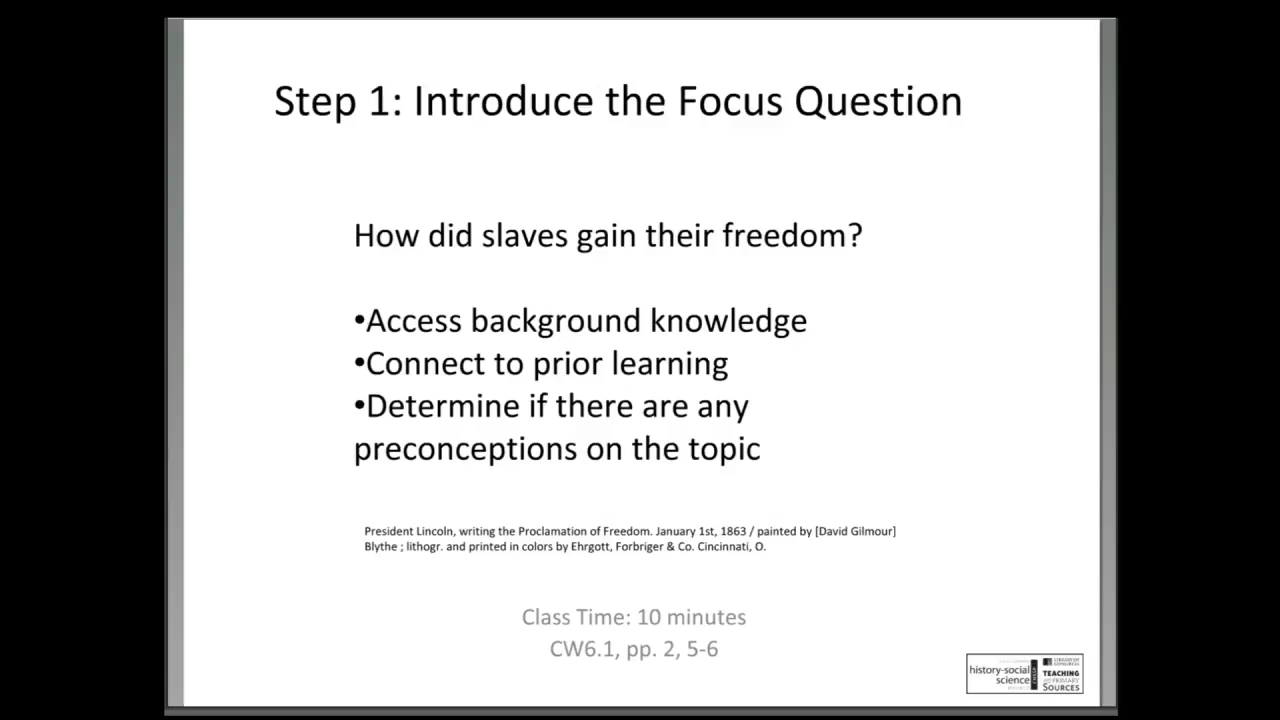 Step 1: Introduce the Focus Question
How did slaves gain their freedom?
•Access background knowledge
•Connect to prior learning
•Determine if there are any
preconceptions on the topic
President Lincoln, writing the Proclamation of Freedom. January 1st, 1863 / painted by [David Gilmour]
Blythe ; lithogr. and printed in colors by Ehrgott, Forbriger & Co. Cincinnati, O.
Class Time: 10 minutes
CW6.1, pp. 2, 5-6
history-social
science
LIBRARY OF
CONGRESS
TEACHING
PRIMARY
SOURCES